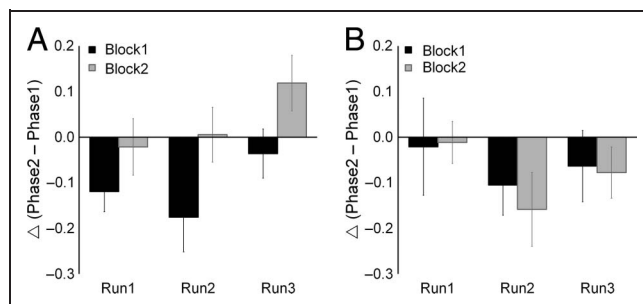 A
Block1
Block2
△ (Phase2 – Phase1)
0.2
0.1
0.0
–0.1
–0.2
–0.3
Run1 Run2 Run3
B
Block1
Block2
△ (Phase2 – Phase1)
0.2
0.1
0.0
–0.1
–0.2
–0.3
Run1 Run2 Run3